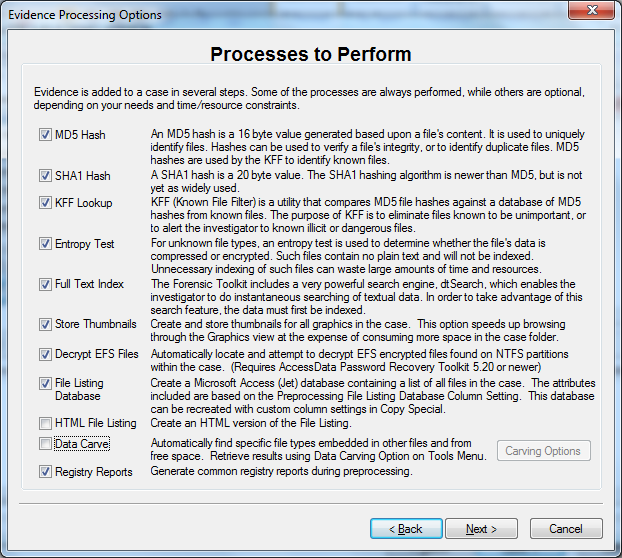 Evidence Processing Options
Processes to Perform
Evidence is added to a case in several steps. Some of the processes are always performed, while others are optional,
depending on your needs and time/resource constraints.
MD5 Hash
An MD5 hash is a 16 byte value generated based upon a file's content. It is used to uniquely
identify files. Hashes can be used to verify a file's integrity, or to identify duplicate files. MD5
hashes are used by the KFF to identify known files.
SHA1 Hash
A SHA1 hash is a 20 byte value. The SHA1 hashing algorithm is newer than MD5, but is not
yet as widely used.
KFF Lookup
KFF (Known File Filter) is a utility that compares MD5 file hashes against a database of MD5
hashes from known files. The purpose of KFF is to eliminate files known to be unimportant, or
to alert the investigator to known illicit or dangerous files.
Entropy Test
For unknown file types, an entropy test is used to determine whether the file's data is
compressed or encrypted. Such files contain no plain text and will not be indexed.
Unnecessary indexing of such files can waste large amounts of time and resources.
Full Text Index
The Forensic Toolkit includes a very powerful search engine, dtSearch, which enables the
investigator to do instantaneous searching of textual data. In order to take advantage of this
search feature, the data must first be indexed.
Store Thumbnails
Create and store thumbnails for all graphics in the case. This option speeds up browsing
through the Graphics view at the expense of consuming more space in the case folder.
Decrypt EFS Files
Automatically locate and attempt to decrypt EFS encrypted files found on NTFS partitions
within the case. (Requires AccessData Password Recovery Toolkit 5.20 or newer)
File Listing
Database
Create a Microsoft Access (Jet) database containing a list of all files in the case. The attributes
included are based on the Preprocessing File Listing Database Column Setting. This database
can be recreated with custom column settings in Copy Special.
HTML File Listing
Create an HTML version of the File Listing.
Data Carve
Automatically find specific file types embedded in other files and from
free space. Retrieve results using Data Carving Option on Tools Menu.
Carving Options
Registry Reports
Generate common registry reports during preprocessing.
< Back
Next >
Cancel